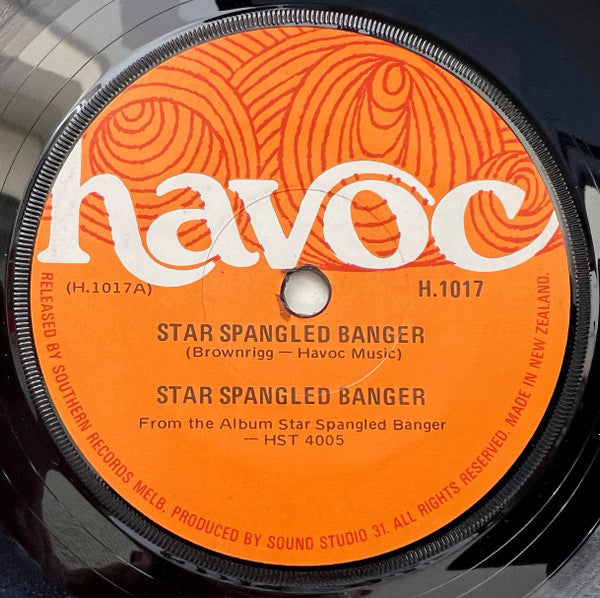 havoc
(H.1017A)
H.1017
STAR SPANGLED BANGER
(Brownrigg — Havoc Music)
STAR SPANGLED BANGER
From the Album Star Spangled Banger
— HST 4005
RELEASED BY SOUTHERN RECORDS MELB. PRODUCED BY SOUND STUDIO 31. ALL RIGHTS RESERVED. MADE IN NEW ZEALAND.